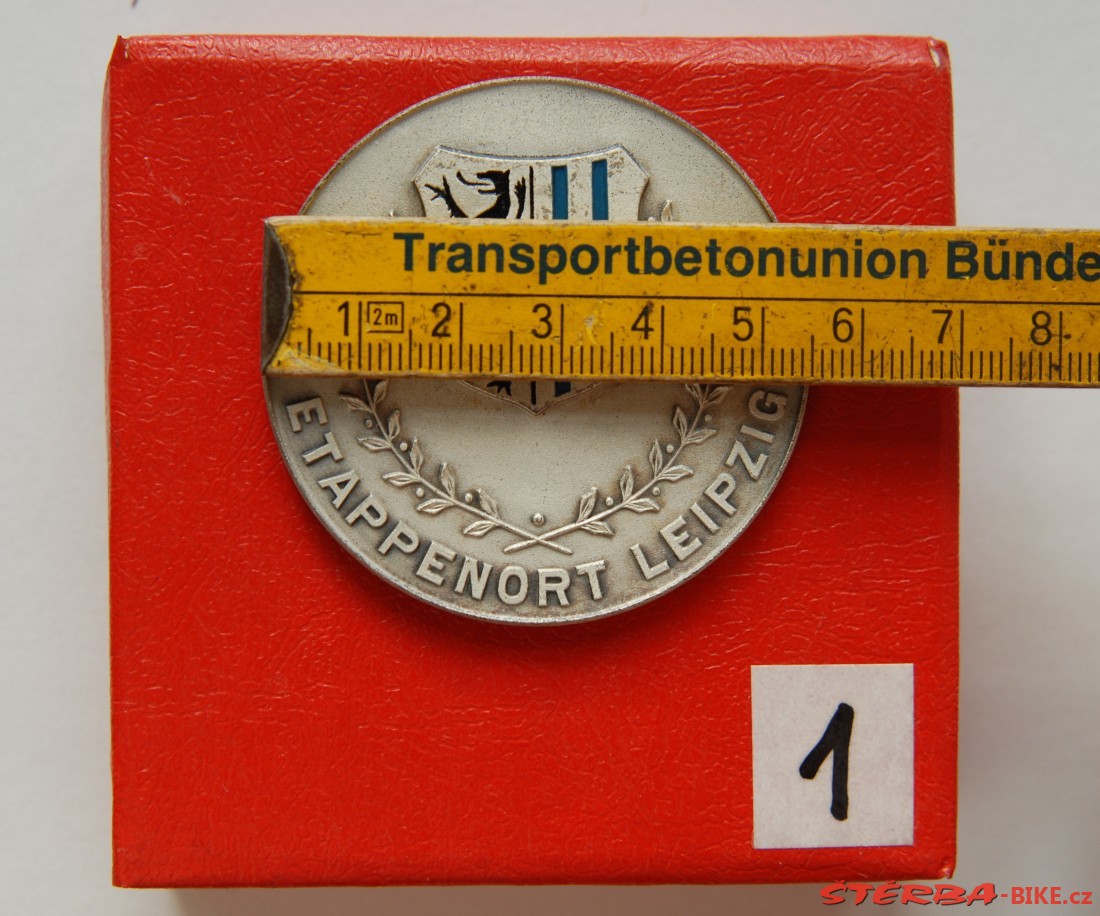 Transportbetonunion Bünde
1 2m 2 3 4 5 6 7 8
ETAPPENORT LEIPZIG
1
ŠTĚRBA-BIKE.cz